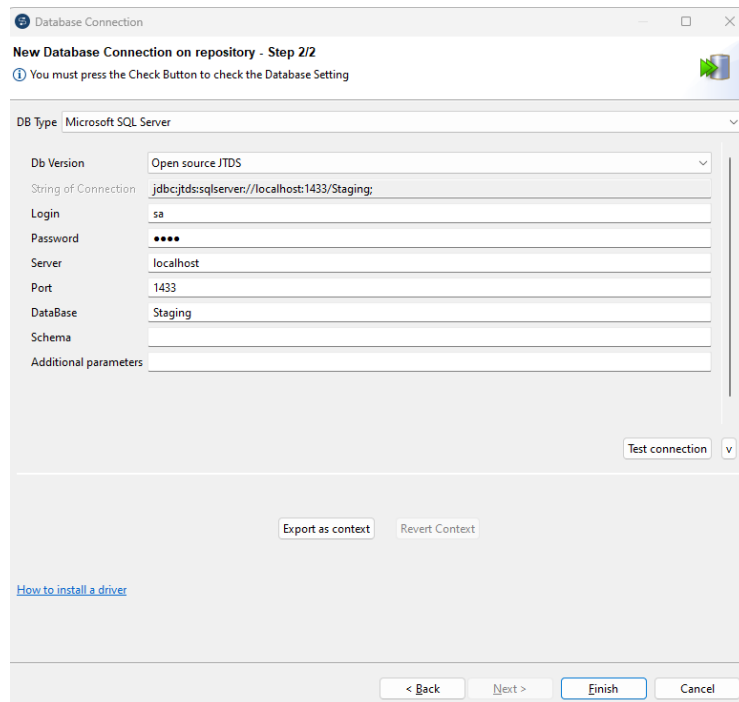 Database Connection
New Database Connection on repository - Step 2/2
You must press the Check Button to check the Database Setting
DB Type Microsoft SQL Server
Db Version Open source JTDS
String of Connection jdbc:jtds:sqlserver://localhost:1433/Staging;
Login sa
Password ●●●●
Server localhost
Port 1433
DataBase Staging
Schema
Additional parameters
Test connection v
Export as context Revert Context
How to install a driver
< Back Next > Finish Cancel